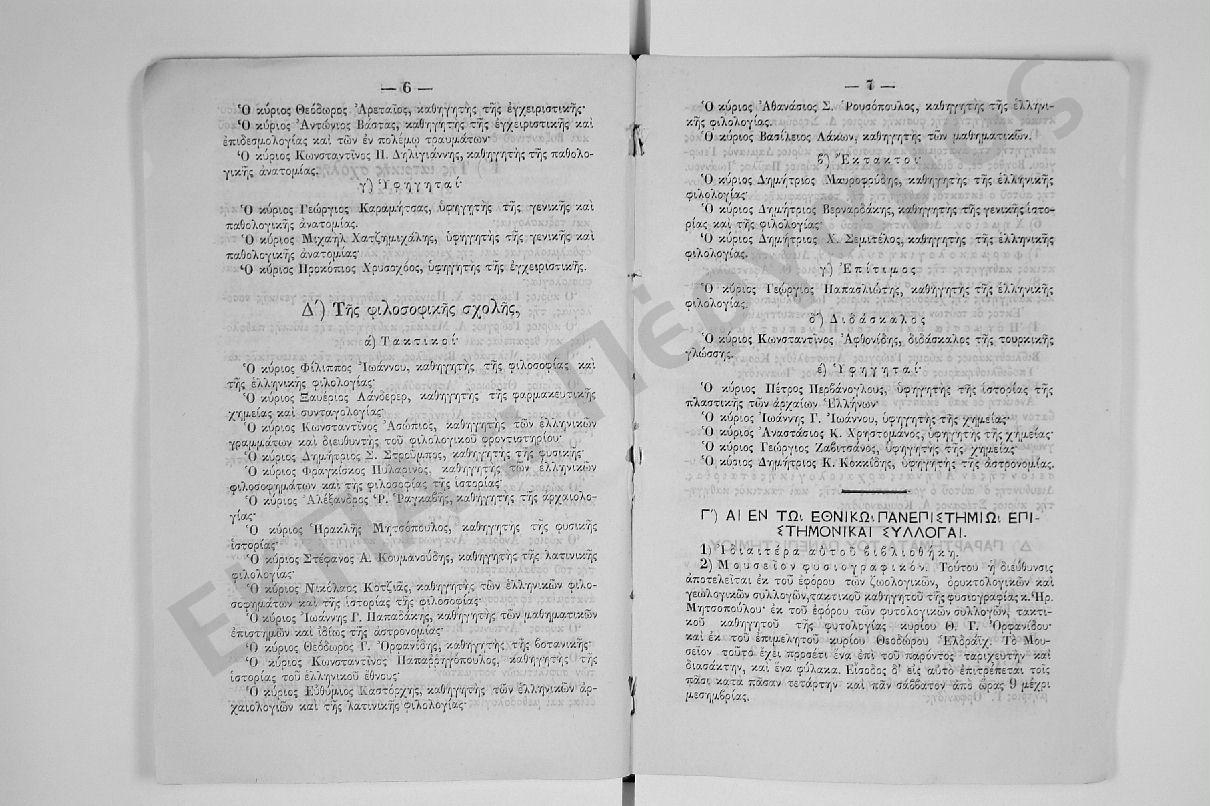 — 6 —
Ὁ κύριος Θεόδωρος Ἀρεταῖος, καθηγητὴς τῆς ἐγχειριστικῆς·
Ὁ κύριος Ἀντώνιος Βάστας, καθηγητὴς τῆς ἐγχειριστικῆς καὶ
ἐπιδεσμολογίας καὶ τῶν ἐν πολέμῳ τραυμάτων·
Ὁ κύριος Κωνσταντῖνος Π. Δηλιγιάννης, καθηγητὴς τῆς παθολο-
γικῆς ἀνατομίας.
γ') Ὑφηγηταί·
Ὁ κύριος Γεώργιος Καραμήτσας, ὑφηγητὴς τῆς γενικῆς καὶ
παθολογικῆς ἀνατομίας.
Ὁ κύριος Μιχαὴλ Χατζημιχάλης, ὑφηγητὴς τῆς γενικῆς καὶ
παθολογικῆς ἀνατομίας·
Ὁ κύριος Προκόπιος Χρυσοχόος, ὑφηγητὴς τῆς ἐγχειριστικῆς.
Δ') Τῆς φιλοσοφικῆς σχολῆς,
ά) Τακτικοί·
Ὁ κύριος Φίλιππος Ἰωάννου, καθηγητὴς τῆς φιλοσοφίας καὶ
τῆς ἑλληνικῆς φιλολογίας·
Ὁ κύριος Ξαυέριος Λάνδερερ, καθηγητὴς τῆς φαρμακευτικῆς
χημείας καὶ συνταγολογίας·
Ὁ κύριος Κωνσταντῖνος Ἀσώπιος, καθηγητὴς τῶν ἑλληνικῶν
γραμμάτων καὶ διευθυντὴς τοῦ φιλολογικοῦ φροντιστηρίου·
Ὁ κύριος Δημήτριος Σ. Στροῦμπος, καθηγητὴς τῆς φυσικῆς·
Ὁ κύριος Φραγκίσκος Πυλαρινὸς, καθηγητὴς τῶν ἑλληνικῶν
φιλοσοφημάτων καὶ τῆς φιλοσοφίας τῆς ἱστορίας·
Ὁ κύριος Ἀλέξανδρος Ῥ. Ῥαγκαβῆς, καθηγητὴς τῆς ἀρχαιολο-
γίας·
Ὁ κύριος Ἡρακλῆς Μητσόπουλος, καθηγητὴς τῆς φυσικῆς
ἱστορίας·
Ὁ κύριος Στέφανος Α. Κουμανούδης, καθηγητὴς τῆς λατινικῆς
φιλολογίας·
Ὁ κύριος Νικόλαος Κοτζιᾶς, καθηγητὴς τῶν ἑλληνικῶν φιλο-
σοφημάτων καὶ τῆς ἱστορίας τῆς φιλοσοφίας·
Ὁ κύριος Ἰωάννης Γ. Παπαδάκης, καθηγητὴς τῶν μαθηματικῶν
ἐπιστημῶν καὶ ἰδίως τῆς ἀστρονομίας·
Ὁ κύριος Θεόδωρος Γ. Ὀρφανίδης, καθηγητὴς τῆς βοτανικῆς·
Ὁ κύριος Κωνσταντῖνος Παπαῤῥηγόπουλος, καθηγητὴς τῆς
ἱστορίας τοῦ ἑλληνικοῦ ἔθνους·
Ὁ κύριος Εὐθύμιος Καστόρχης, καθηγητὴς τῶν ἑλληνικῶν ἀρ-
χαιολογιῶν καὶ τῆς λατινικῆς φιλολογίας·
— 7 —
Ὁ κύριος Ἀθανάσιος Σ. Ῥουσόπουλος, καθηγητὴς τῆς ἑλληνι-
κῆς φιλολογίας.
Ὁ κύριος Βασίλειος Λάκων, καθηγητὴς τῶν μαθηματικῶν.
β') Ἔκτακτοι·
Ὁ κύριος Δημήτριος Μαυροφρύδης, καθηγητὴς τῆς ἑλληνικῆς
φιλολογίας·
Ὁ κύριος Δημήτριος Βερναρδάκης, καθηγητὴς τῆς γενικῆς ἱστο-
ρίας καὶ τῆς φιλολογίας·
Ὁ κύριος Δημήτριος Χ. Σεμιτέλος, καθηγητὴς τῆς ἑλληνικῆς
φιλολογίας.
γ') Ἐπίτιμος
Ὁ κύριος Γεώργιος Παπασλιώτης, καθηγητὴς τῆς ἑλληνικῆς
φιλολογίας.
δ') Διδάσκαλος
Ὁ κύριος Κωνσταντῖνος Ἀφθονίδης, διδάσκαλος τῆς τουρκικῆς
γλώσσης.
έ) Ὑφηγηταί·
Ὁ κύριος Πέτρος Περβάνογλους, ὑφηγητὴς τῆς ἱστορίας τῆς
πλαστικῆς τῶν ἀρχαίων Ἑλλήνων·
Ὁ κύριος Ἰωάννης Γ. Ἰωάννου, ὑφηγητὴς τῆς χημείας·
Ὁ κύριος Ἀναστάσιος Κ. Χρηστομάνος, ὑφηγητὴς τῆς χημείας·
Ὁ κύριος Γεώργιος Ζαβιτσάνος, ὑφηγητὴς τῆς χημείας·
Ὁ κύριος Δημήτριος Κ. Κοκκίδης, ὑφηγητὴς τῆς ἀστρονομίας.
Γ') ΑΙ ΕΝ ΤΩι ΕΘΝΙΚΩι ΠΑΝΕΠΙΣΤΗΜΙΩι ΕΠΙ-
ΣΤΗΜΟΝΙΚΑΙ ΣΥΛΛΟΓΑΙ.
1) Ἰδιαιτέρα αὐτοῦ βιβλιοθήκη.
2) Μουσεῖον φυσιογραφικόν. Τούτου ἡ διεύθυνσις
ἀποτελεῖται ἐκ τοῦ ἐφόρου τῶν ζωολογικῶν, ὀρυκτολογικῶν καὶ
γεωλογικῶν συλλογῶν, τακτικοῦ καθηγητοῦ τῆς φυσιογραφίας κ. Ἡρ.
Μητσοπούλου· ἐκ τοῦ ἐφόρου τῶν φυτολογικῶν συλλογῶν, τακτι-
κοῦ καθηγητοῦ τῆς φυτολογίας κυρίου Θ. Γ. Ὀρφανίδου·
καὶ ἐκ τοῦ ἐπιμελητοῦ κυρίου Θεοδώρου Ἑλδράϊχ. Τὸ Μου-
σεῖον τοῦτο ἔχει προσέτι ἕνα ἐπὶ τοῦ παρόντος ταριχευτὴν καὶ
διασάκτην, καὶ ἕνα φύλακα. Εἴσοδος δ' εἰς αὐτὸ ἐπιτρέπεται τοῖς
πᾶσι κατὰ πᾶσαν τετάρτην καὶ πᾶν σάββατον ἀπὸ ὥρας 9 μέχρι
μεσημβρίας.